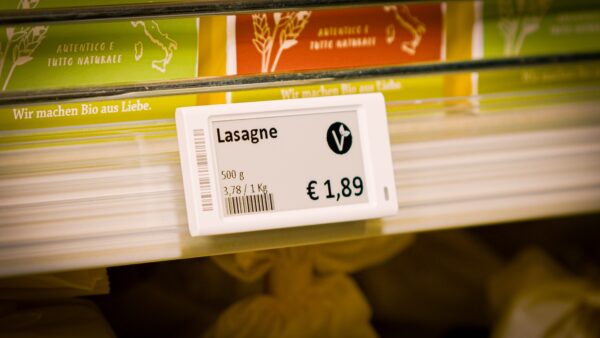 AUTENTICO E
TUTTO NATURALE
AUTENTICO E
TUTTO NATURALE
Wir machen Bio aus Liebe.
Wir machen Bio aus Liebe.
Lasagne
V
500 g
3,78 / 1 Kg
€ 1,89